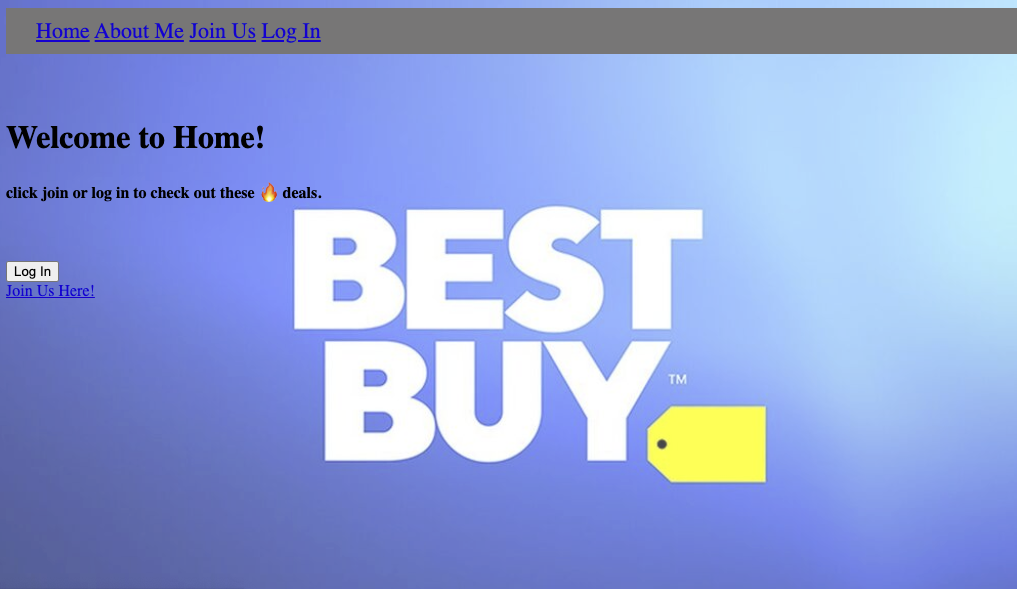 Home About Me Join Us Log In
Welcome to Home!
click join or log in to check out these 🔥 deals.
Log In
Join Us Here!
BEST
BUY
TM